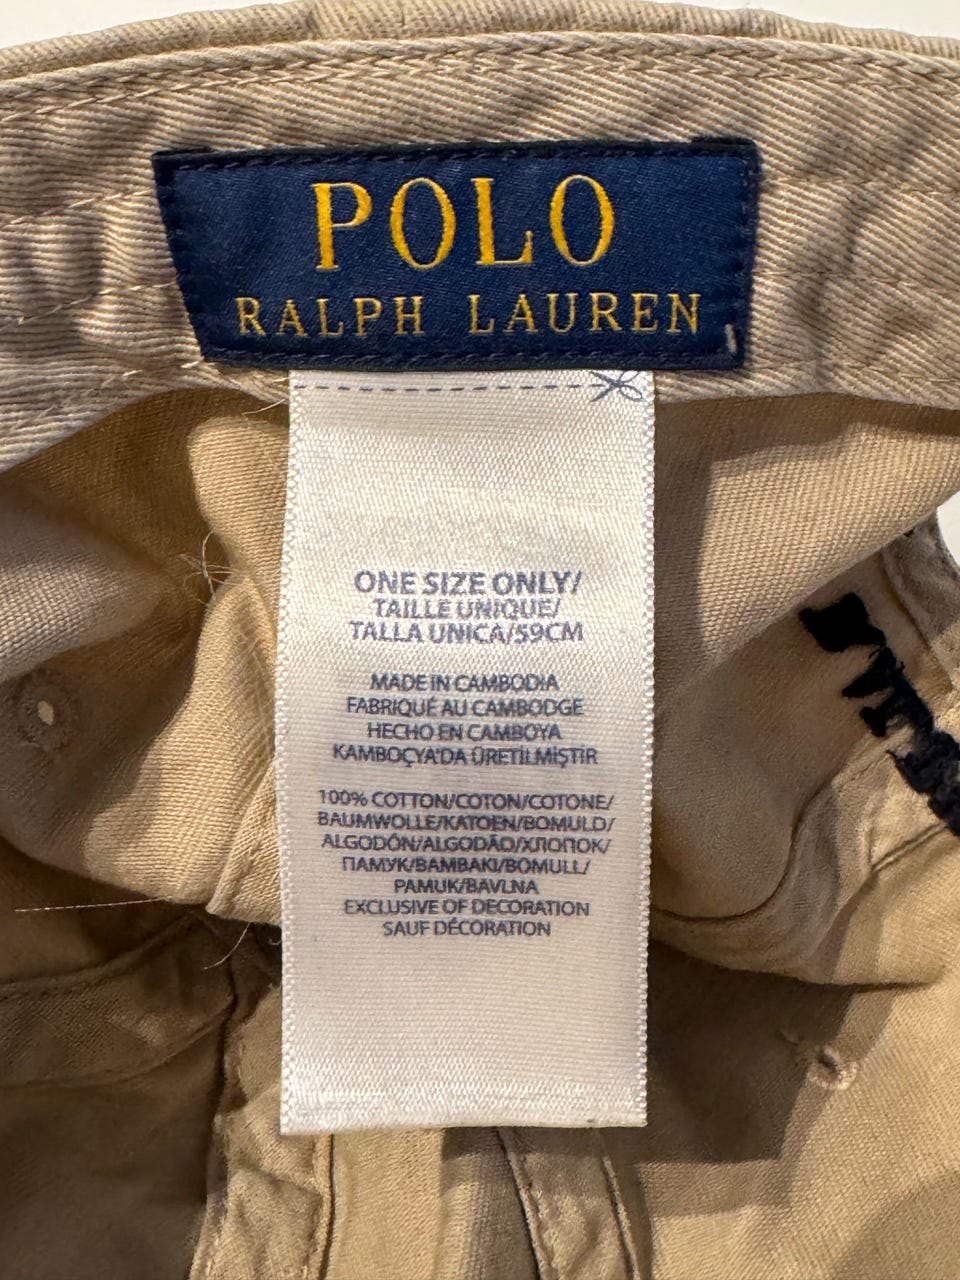 POLO
RALPH LAUREN
ONE SIZE ONLY/
TAILLE UNIQUE/
TALLA UNICA/59CM
MADE IN CAMBODIA
FABRIQUÉ AU CAMBODGE
HECHO EN CAMBOYA
KAMBOÇYA'DA ÜRETİLMİŞTİR
100% COTTON/COTON/COTONE/
BAUMWOLLE/KATOEN/BOMULD/
ALGODÓN/ALGODÃO/ХЛОПОК/
ПАМУК/ΒΑΜΒΑΚΙ/BOMULL/
PAMUK/BAVLNA
EXCLUSIVE OF DECORATION
SAUF DÉCORATION